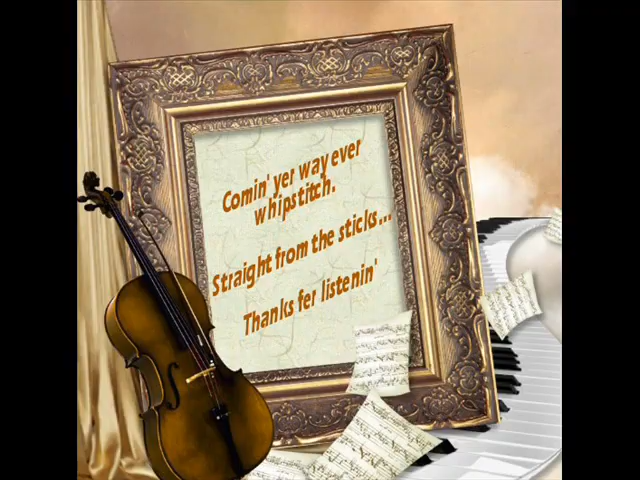 Comin' yer way ever
whipstitch.
Straight from the sticks...
Thanks fer listenin'